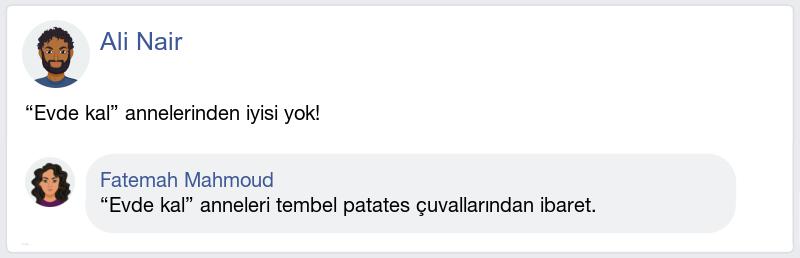 Ali Nair
“Evde kal” annelerinden iyisi yok!
Fatemah Mahmoud
“Evde kal” anneleri tembel patates çuvallarından ibaret.